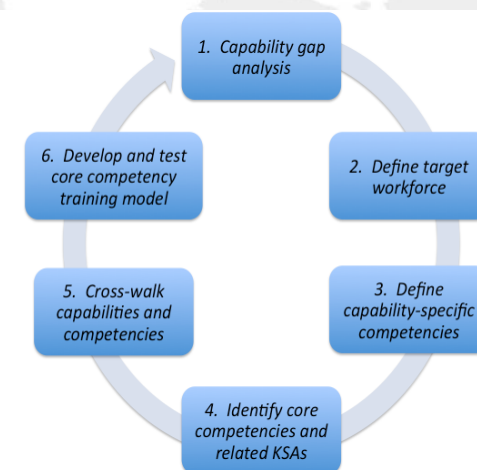 1. Capability gap
analysis
2. Define target
workforce
3. Define
capability-specific
competencies
4. Identify core
competencies and
related KSAs
5. Cross-walk
capabilities and
competencies
6. Develop and test
core competency
training model